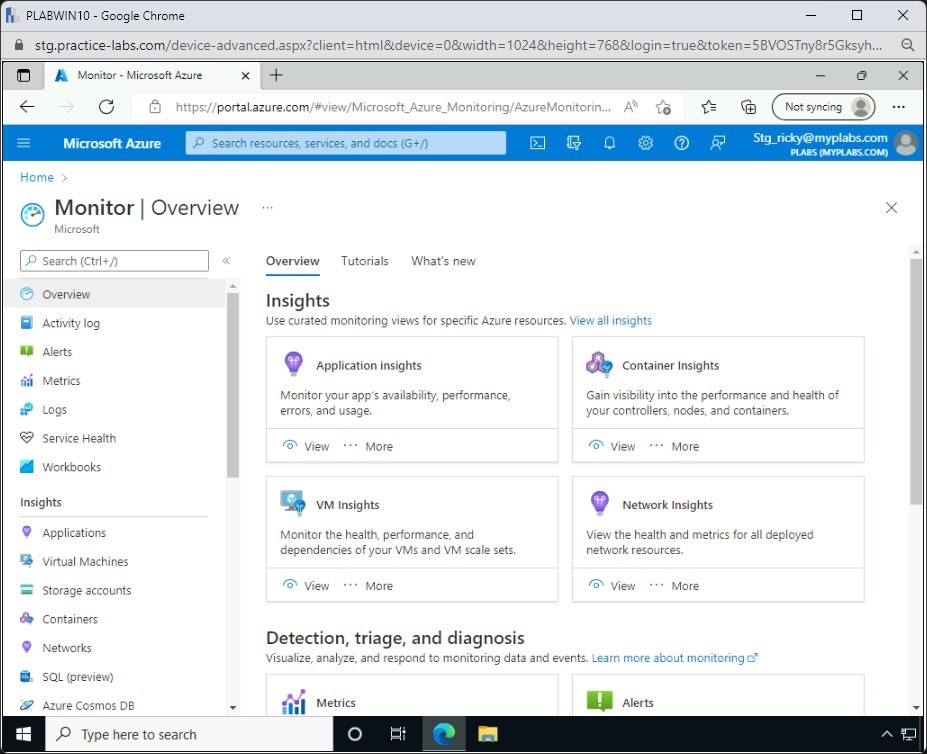 PLABWIN10 - Google Chrome
stg.practice-labs.com/device-advanced.aspx?client=html&device=0&width=1024&height=768&login=true&token=5BVOSTny8r5Gksyh...
Monitor - Microsoft Azure
https://portal.azure.com/#view/Microsoft_Azure_Monitoring/AzureMonitorin...
Not syncing
Microsoft Azure
Search resources, services, and docs (G+/)
Stg_ricky@myplabs.com
PLABS (MYPLABS.COM)
Home
Monitor | Overview
Microsoft
Search (Ctrl+/)
Overview
Activity log
Alerts
Metrics
Logs
Service Health
Workbooks
Insights
Applications
Virtual Machines
Storage accounts
Containers
Networks
SQL (preview)
Azure Cosmos DB
Overview Tutorials What's new
Insights
Use curated monitoring views for specific Azure resources. View all insights
Application insights
Monitor your app's availability, performance,
errors, and usage.
View ... More
Container Insights
Gain visibility into the performance and health of
your controllers, nodes, and containers.
View ... More
VM Insights
Monitor the health, performance, and
dependencies of your VMs and VM scale sets.
View ... More
Network Insights
View the health and metrics for all deployed
network resources.
View ... More
Detection, triage, and diagnosis
Visualize, analyze, and respond to monitoring data and events. Learn more about monitoring
Metrics
Alerts
Type here to search